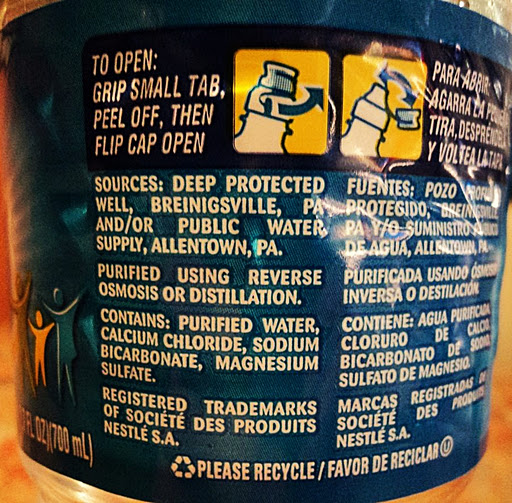 TO OPEN:
GRIP SMALL TAB,
PEEL OFF, THEN
FLIP CAP OPEN
PARA ABRIR:
AGARRA LA
TIRA, DESPRENDE
Y VOLTEA LA TAPA
SOURCES: DEEP PROTECTED
WELL, BREINIGSVILLE, PA
AND/OR PUBLIC WATER
SUPPLY, ALLENTOWN, PA.
PURIFIED USING REVERSE
OSMOSIS OR DISTILLATION.
CONTAINS: PURIFIED WATER,
CALCIUM CHLORIDE, SODIUM
BICARBONATE, MAGNESIUM
SULFATE.
REGISTERED TRADEMARKS
OF SOCIÉTÉ DES PRODUITS
NESTLÉ S.A.
FUENTES: POZO
PROTEGIDO, BREINIGSVILLE,
PA Y/O SUMINISTRO
DE AGUA, ALLENTOWN, PA.
PURIFICADA USANDO OSMOSIS
INVERSA O DESTILACIÓN.
CONTIENE: AGUA PURIFICADA,
CLORURO DE CALCIO,
BICARBONATO DE SODIO,
SULFATO DE MAGNESIO.
MARCAS REGISTRADAS DE
SOCIÉTÉ DES PRODUITS
NESTLÉ S.A.
FL OZ)(700 mL)
PLEASE RECYCLE / FAVOR DE RECICLAR U